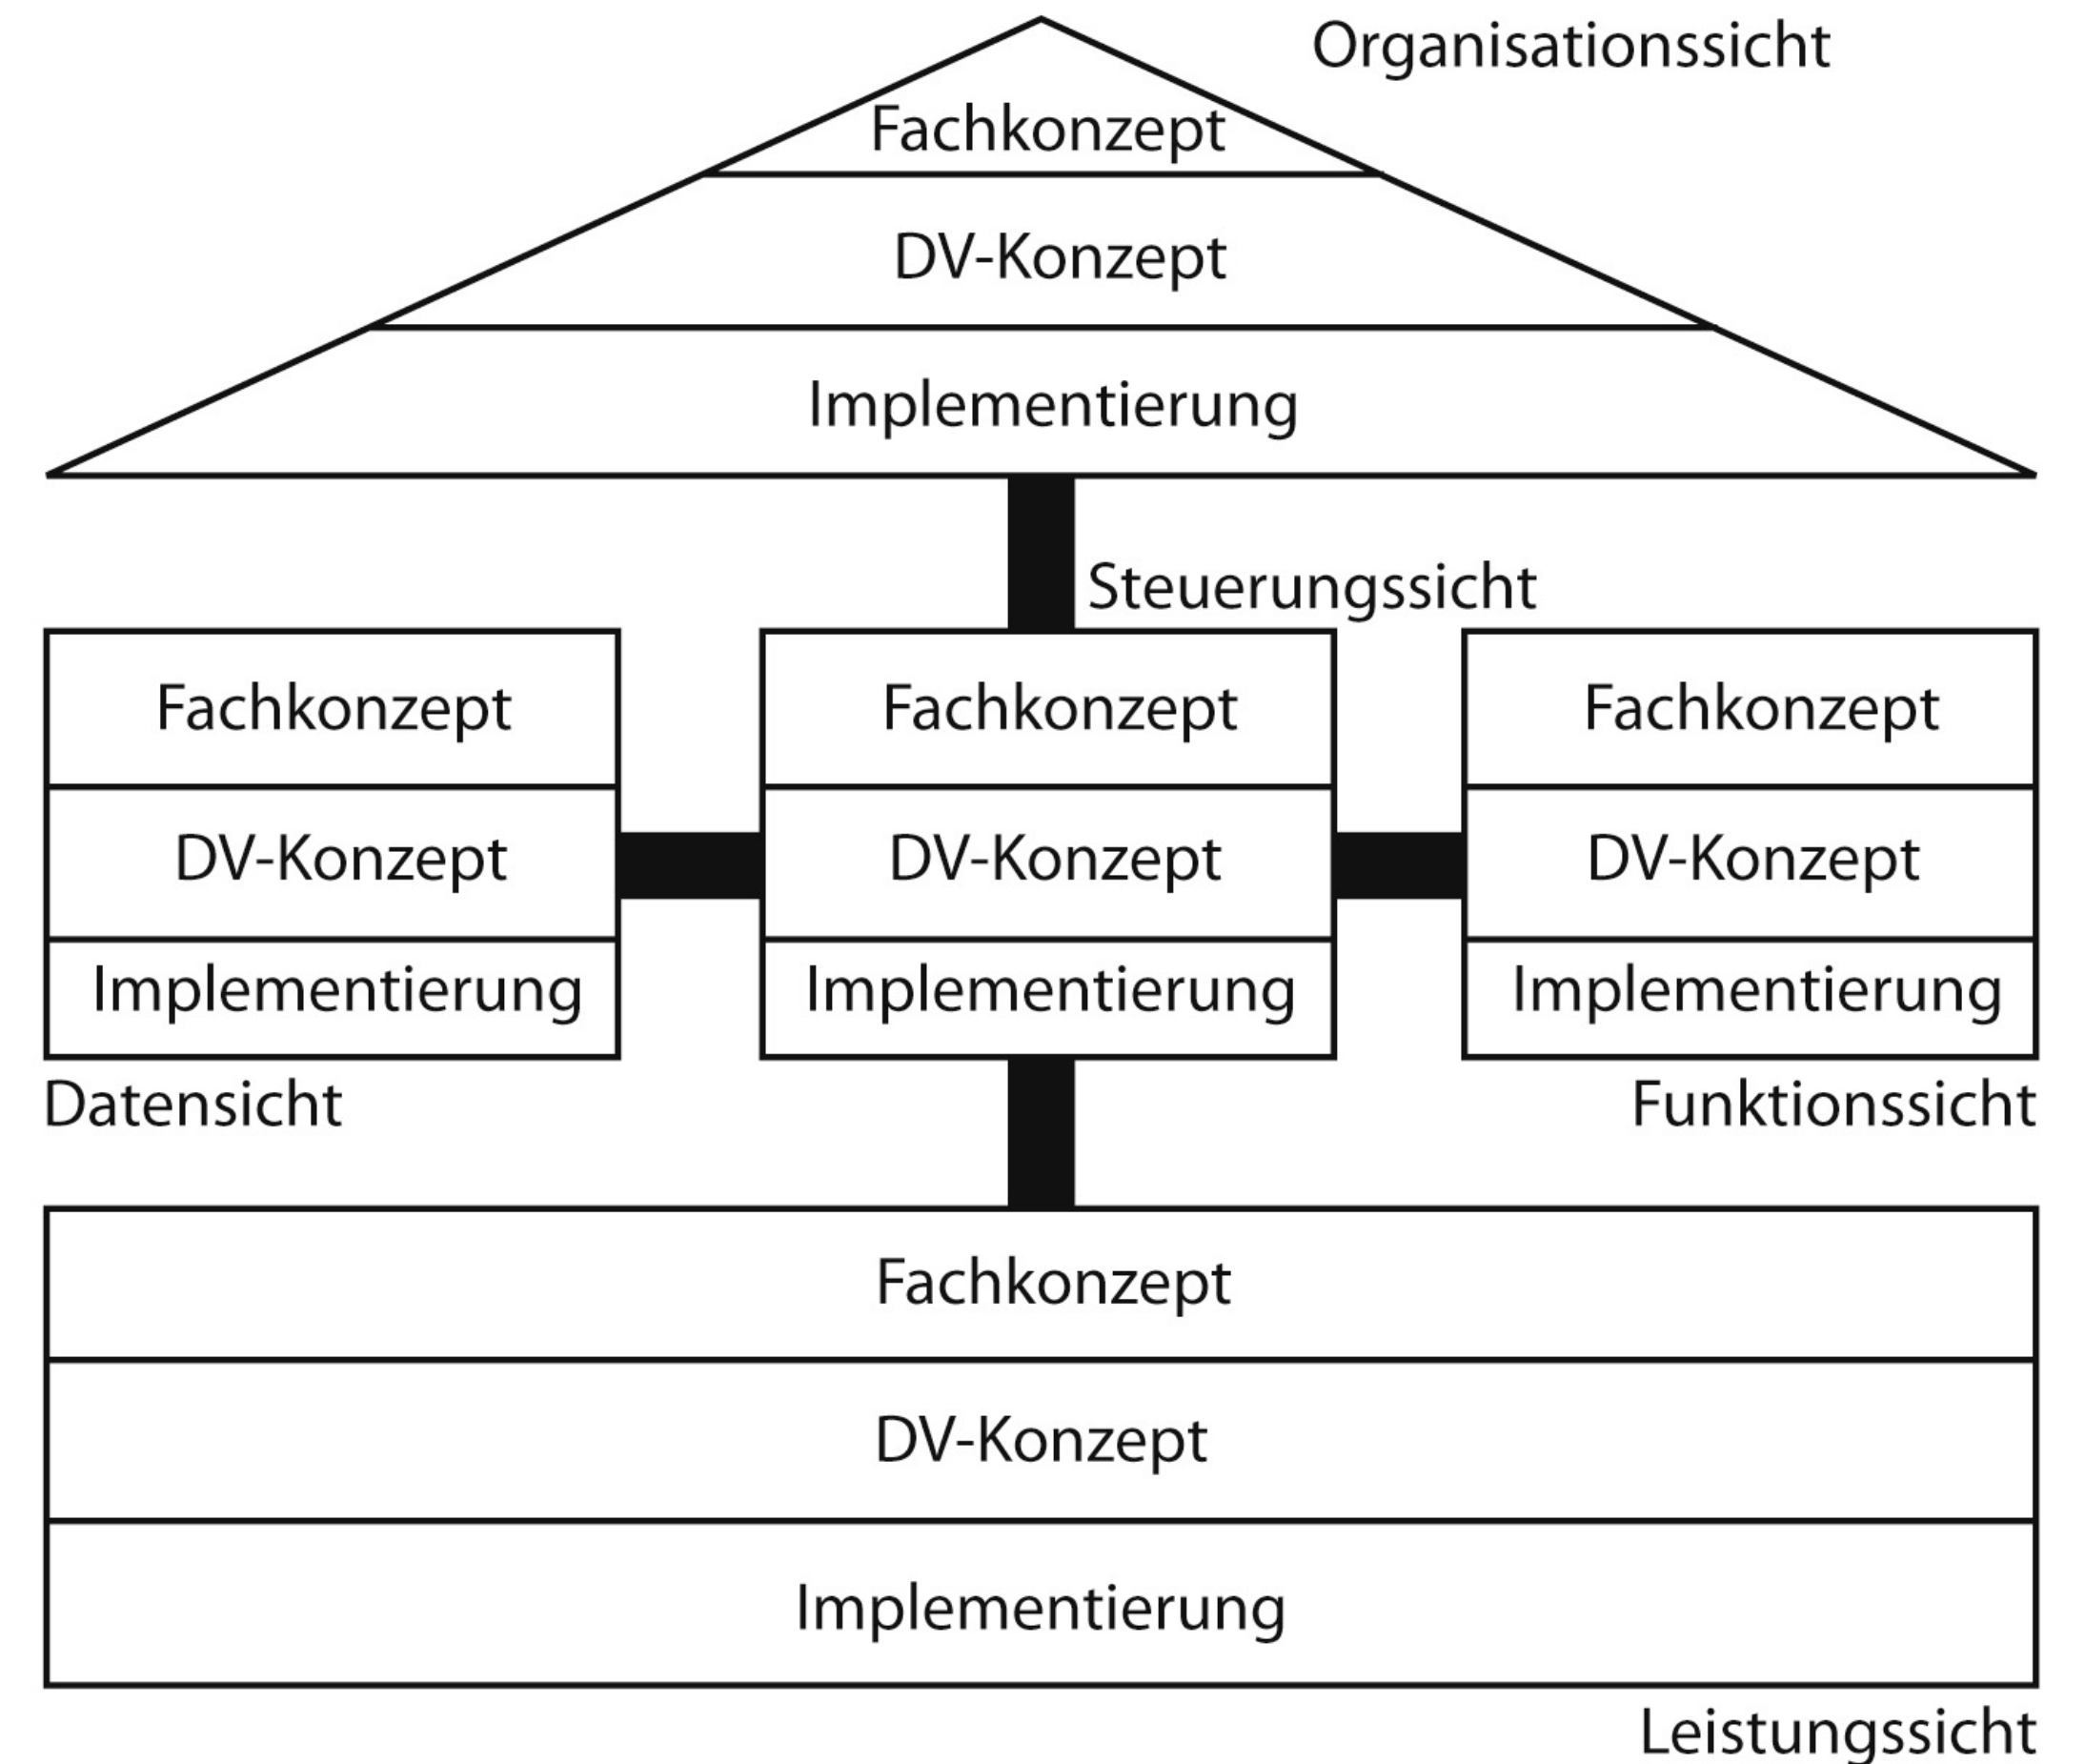 Organisationssicht
Fachkonzept
DV-Konzept
Implementierung
Steuerungssicht
Fachkonzept
Fachkonzept
Fachkonzept
DV-Konzept
DV-Konzept
DV-Konzept
Implementierung
Implementierung
Implementierung
Datensicht
Funktionssicht
Fachkonzept
DV-Konzept
Implementierung
Leistungssicht